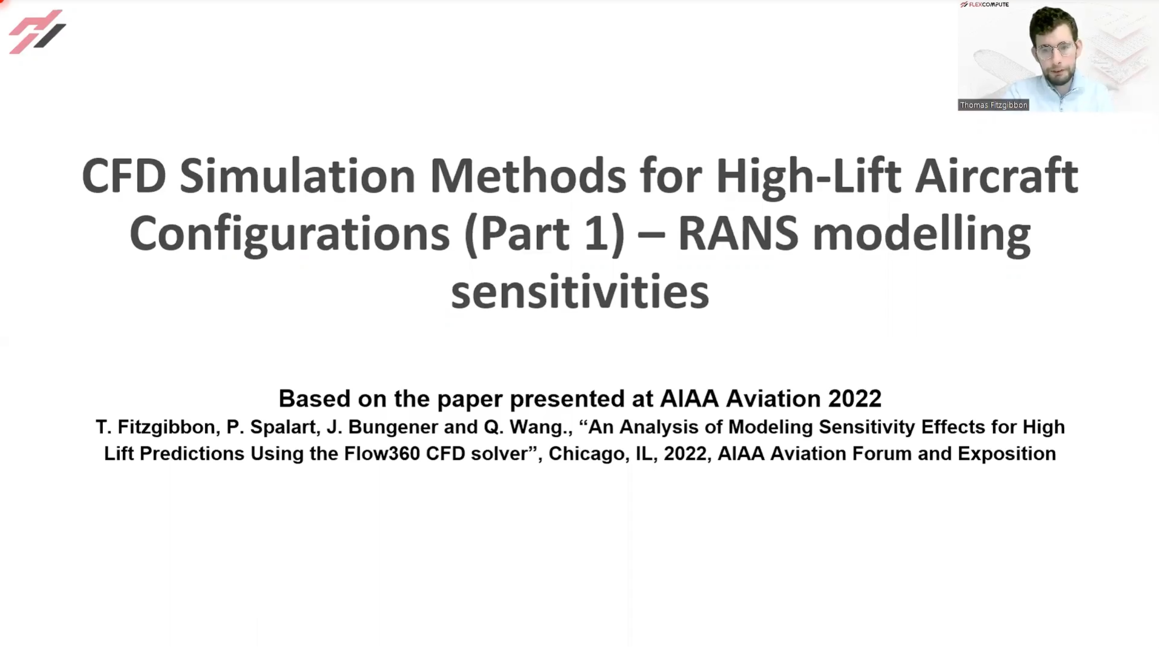 FLEXCOMPUTE
Thomas Fitzgibbon
CFD Simulation Methods for High-Lift Aircraft
Configurations (Part 1) – RANS modelling
sensitivities
Based on the paper presented at AIAA Aviation 2022
T. Fitzgibbon, P. Spalart, J. Bungener and Q. Wang., “An Analysis of Modeling Sensitivity Effects for High
Lift Predictions Using the Flow360 CFD solver”, Chicago, IL, 2022, AIAA Aviation Forum and Exposition